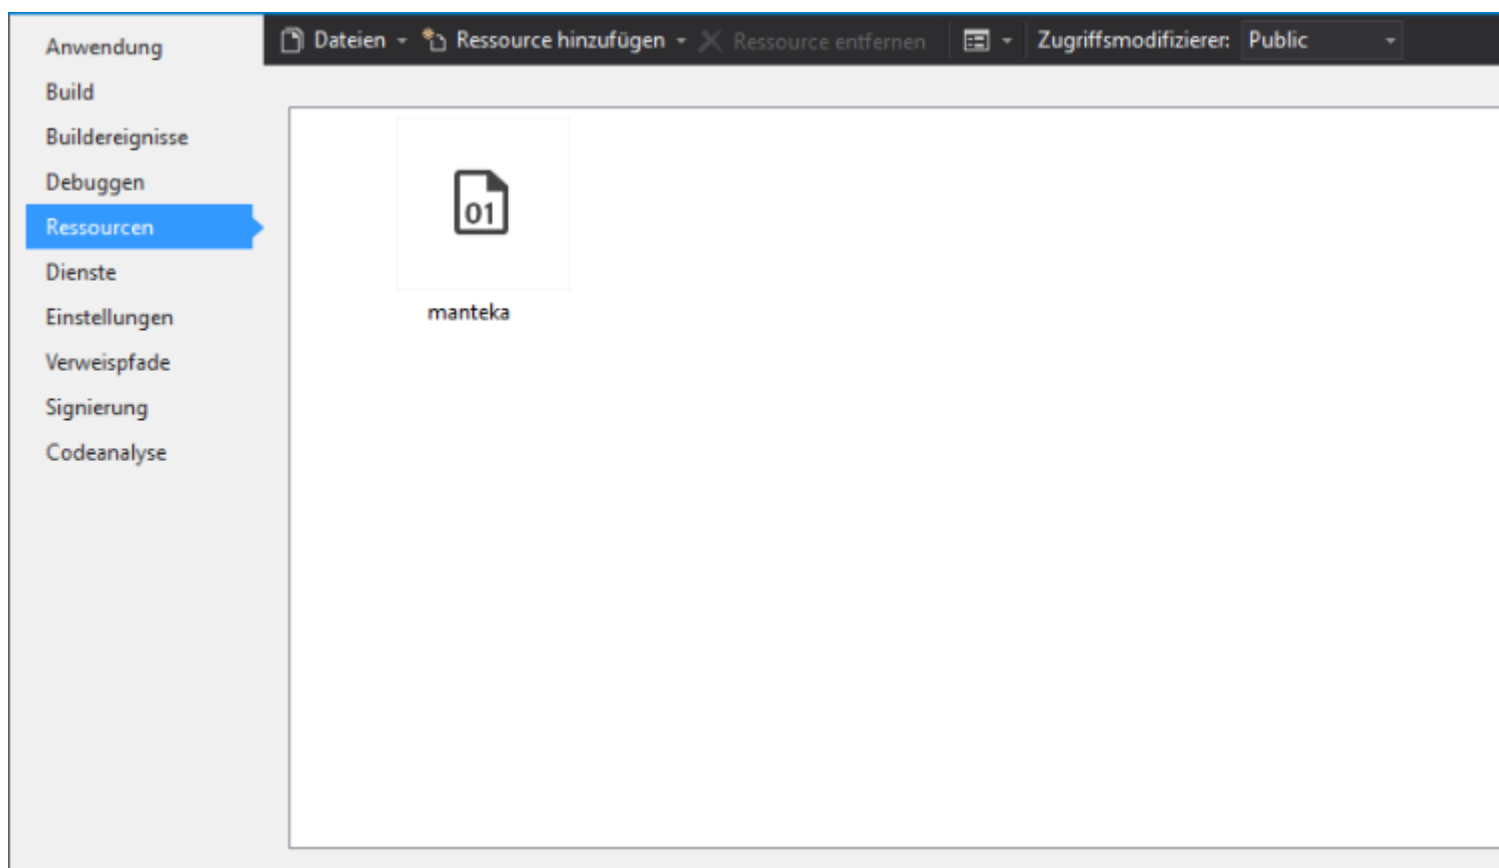 Anwendung
Build
Buildereignisse
Debuggen
Ressourcen
Dienste
Einstellungen
Verweispfade
Signierung
Codeanalyse
Dateien Ressource hinzufügen Ressource entfernen Zugriffsmodifizierer: Public
01
manteka